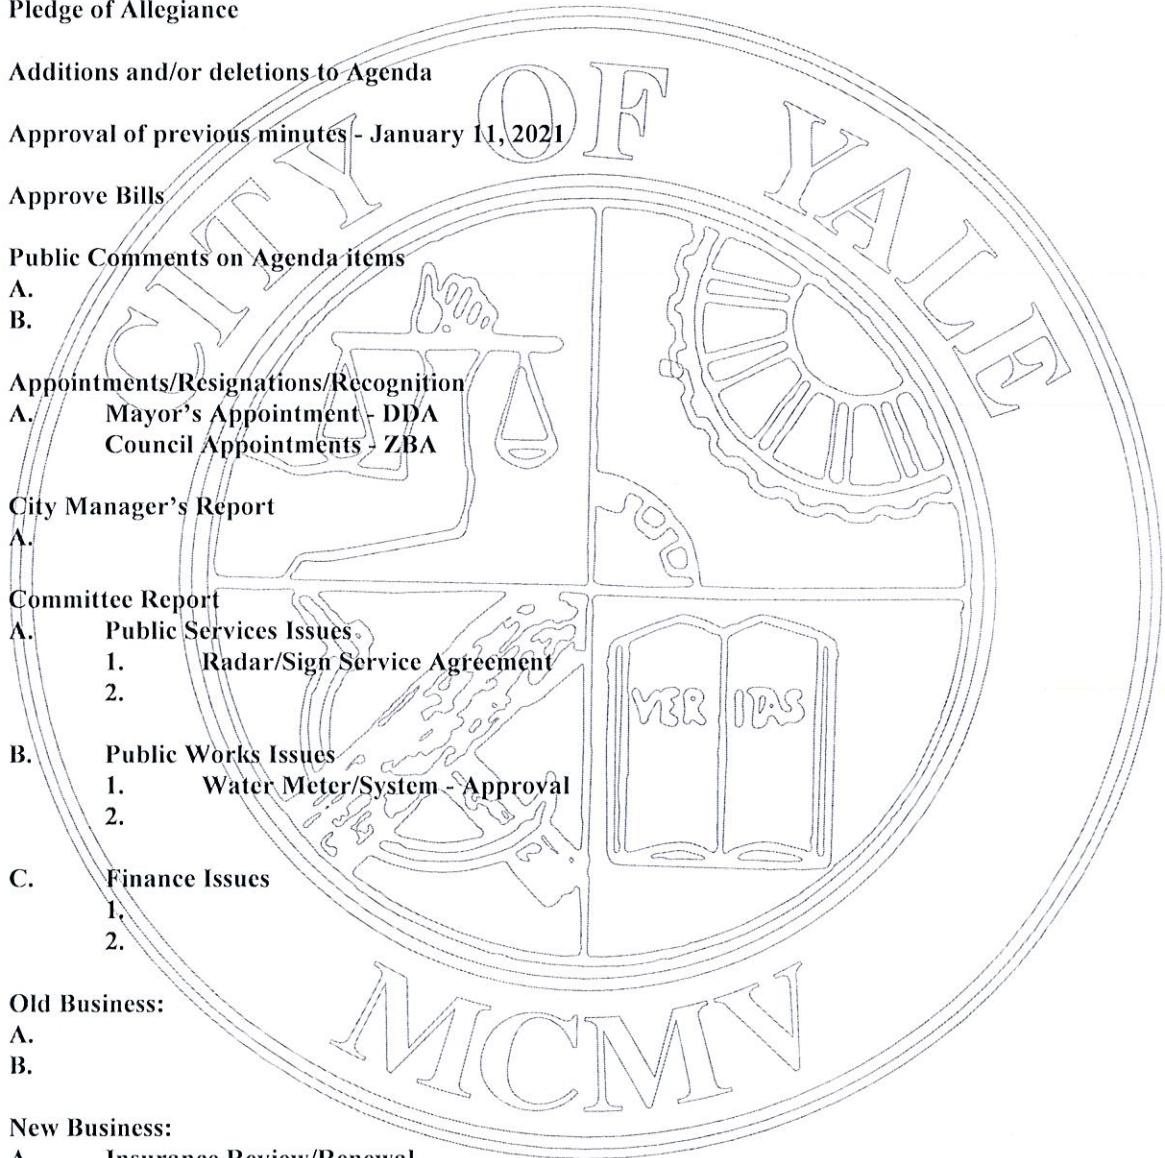 Pledge of Allegiance
Additions and/or deletions to Agenda
Approval of previous minutes - January 11, 2021
Approve Bills
Public Comments on Agenda items
A.
B.
Appointments/Resignations/Recognition
A. Mayor's Appointment - DDA
Council Appointments - ZBA
City Manager's Report
A.
Committee Report
A. Public Services Issues
1. Radar/Sign Service Agreement
2.
B. Public Works Issues
1. Water Meter/System - Approval
2.
C. Finance Issues
1.
2.
Old Business:
A.
B.
New Business:
A. Insurance Review/Renewal
CITY OF YALE
VERITAS
MCMV